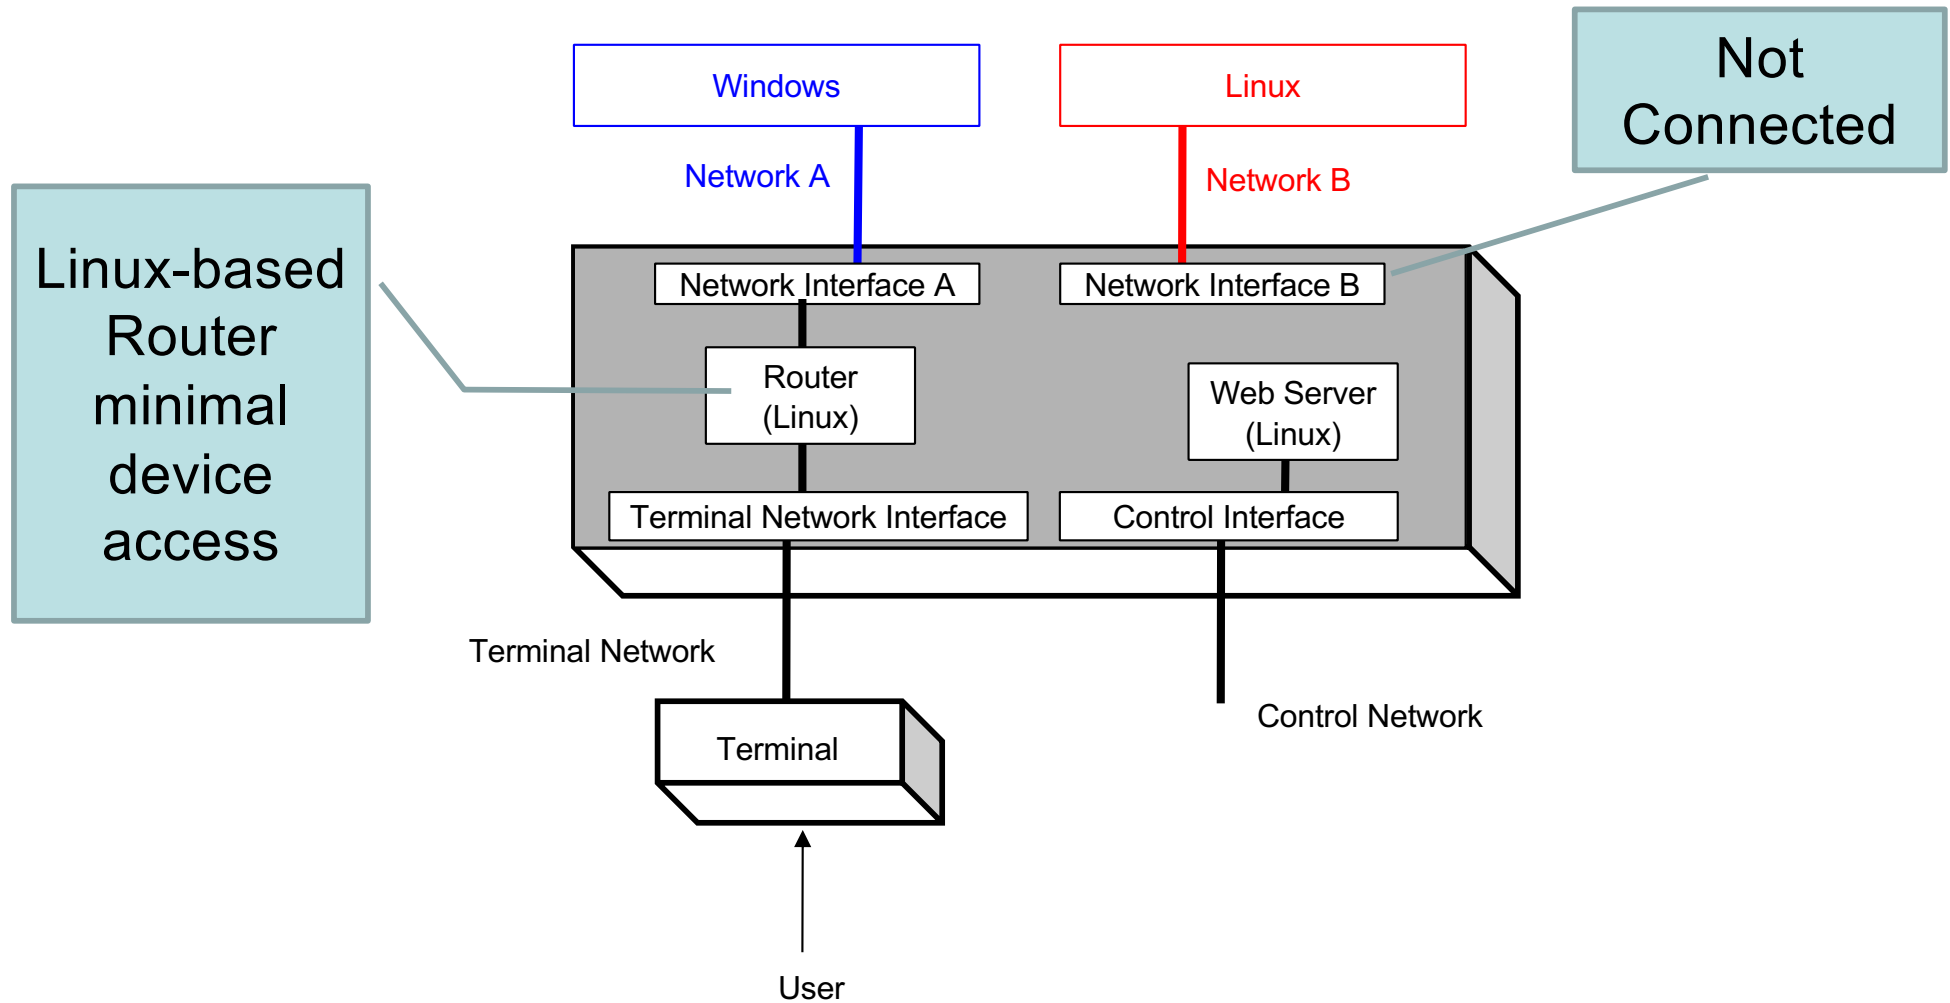 Not
Connected
Windows
Linux
Network A
Network B
Linux-based
Router
minimal
device
access
Network Interface A
Network Interface B
Router
(Linux)
Web Server
(Linux)
Terminal Network Interface
Control Interface
Terminal Network
Control Network
Terminal
User